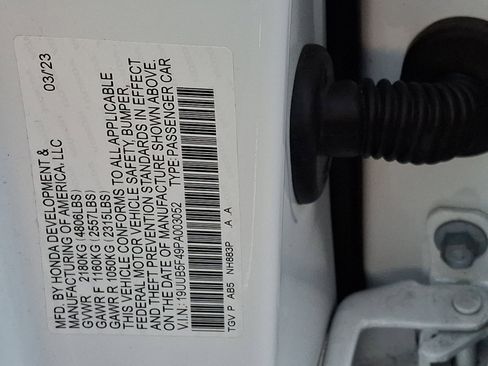 MFD. BY HONDA DEVELOPMENT & 03/23
MANUFACTURING OF AMERICA, LLC
GVWR 2180KG (4806LBS)
GAWR F 1160KG (2557LBS)
GAWR R 1050KG (2315LBS)
THIS VEHICLE CONFORMS TO ALL APPLICABLE
FEDERAL MOTOR VEHICLE SAFETY, BUMPER,
AND THEFT PREVENTION STANDARDS IN EFFECT
ON THE DATE OF MANUFACTURE SHOWN ABOVE.
V.I.N.: 19UUB5F49PA003052 TYPE:PASSENGER CAR
TGV P AB5 NH883P A A